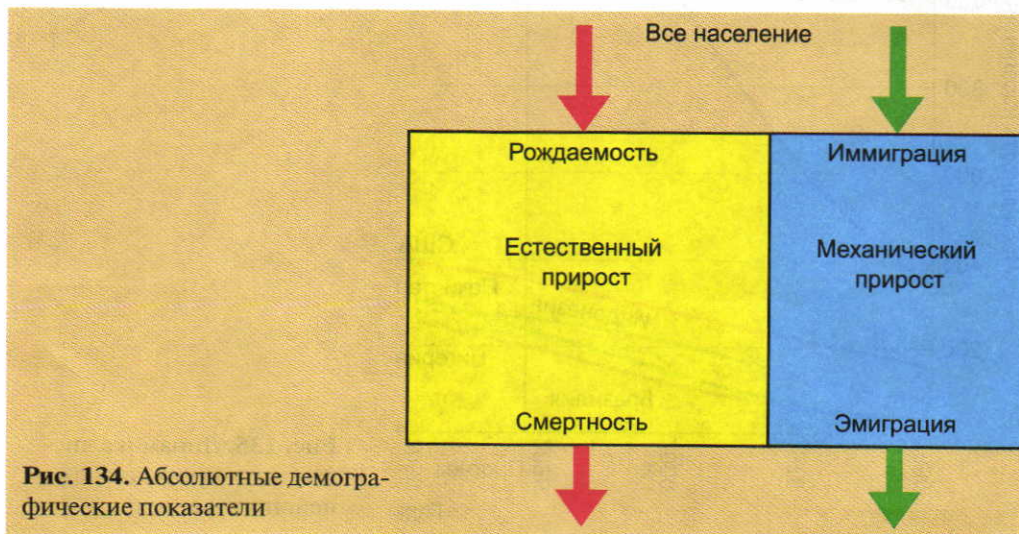 Все население
Рождаемость
Иммиграция
Естественный
прирост
Механический
прирост
Смертность
Эмиграция
Рис. 134. Абсолютные демогра-
фические показатели